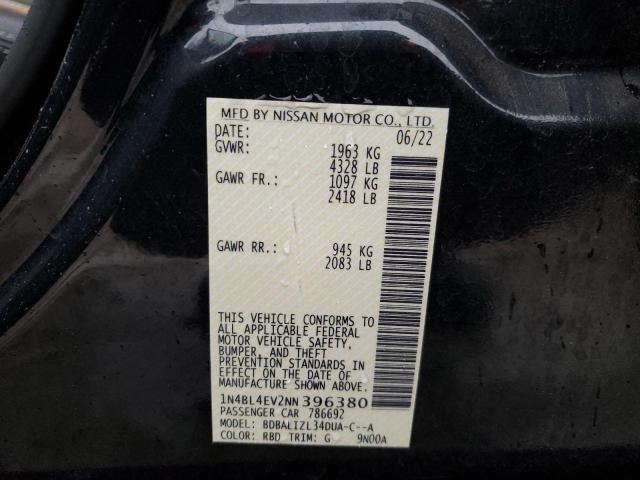 MFD BY NISSAN MOTOR CO., LTD.
DATE: 06/22
GVWR: 1963 KG
4328 LB
GAWR FR.: 1097 KG
2418 LB
GAWR RR.: 945 KG
2083 LB
THIS VEHICLE CONFORMS TO
ALL APPLICABLE FEDERAL
MOTOR VEHICLE SAFETY,
BUMPER, AND THEFT
PREVENTION STANDARDS IN
EFFECT ON THE DATE OF
MANUFACTURE SHOWN ABOVE.
1N4BL4EV2NN396380
PASSENGER CAR 786692
MODEL: BDBALIZL34DUA-C--A
COLOR: RBD TRIM: G 9N00A